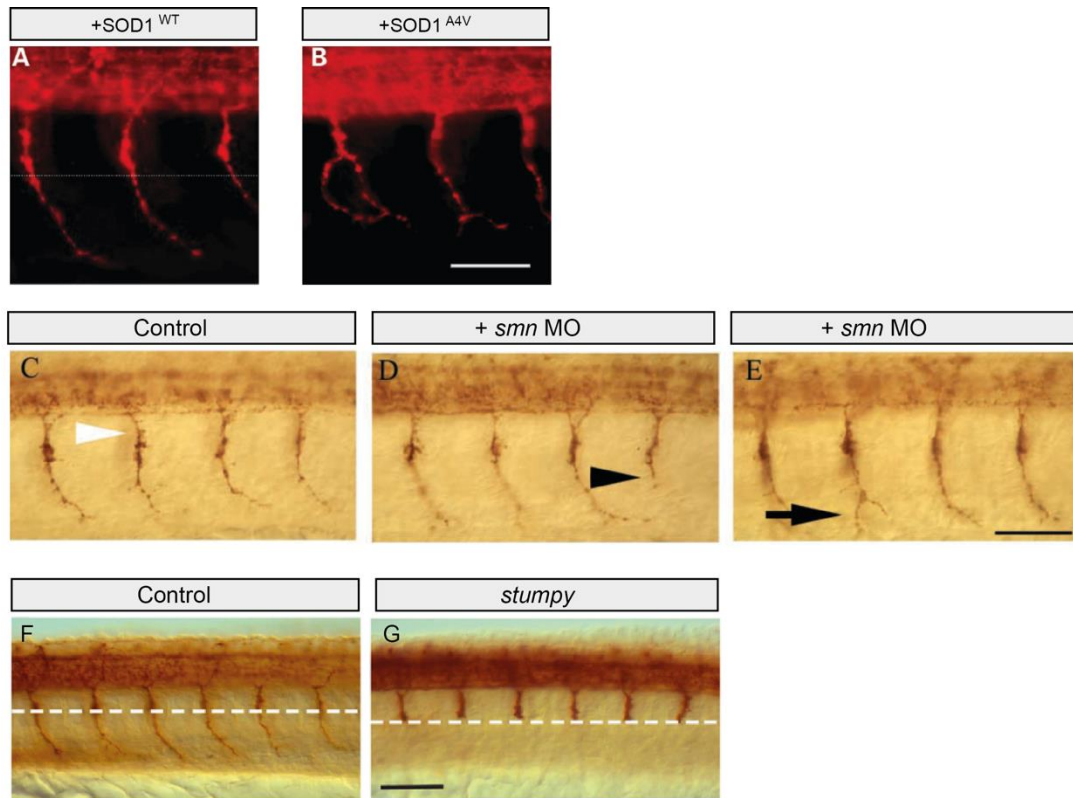 +SOD1 WT
+SOD1 A4V
A
B
Control
+ smn MO
+ smn MO
C
D
E
Control
stumpy
F
G